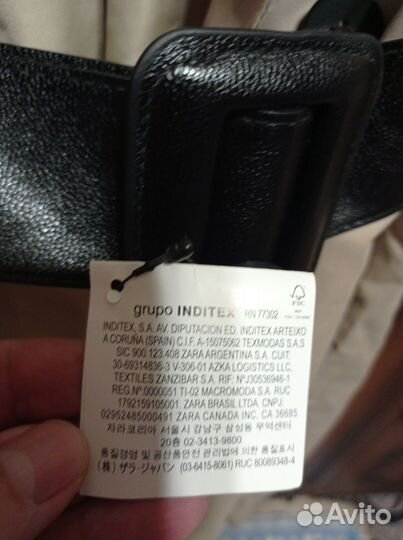 grupo INDITEX RN 77302
FSC
INDITEX, S.A. AV. DIPUTACION ED. INDITEX ARTEIXO
A CORUÑA (SPAIN) C.I.F. A-15075062 TEXMODAS S.A.S
SIC 900.123.408 ZARA ARGENTINA S.A. CUIT:
30-69314836-3 V-306-01 AZKA LOGISTICS LLC,
TEXTILES ZANZIBAR S.A. RIF: NºJ30536946-1
REG.Nº.0000051 TI-02 MACROMODA S.A. RUC
1792159105001. ZARA BRASIL LTDA. CNPJ.
02952485000491 ZARA CANADA INC. CA 36685
자라코리아 서울시 강남구 삼성동 무역센터
20층 02-3413-9800
품질경영 및 공산품안전 관리법에 의한 품질표시
(株) ザラ・ジャパン (03-6415-8061) RUC 80089348-4
Avito